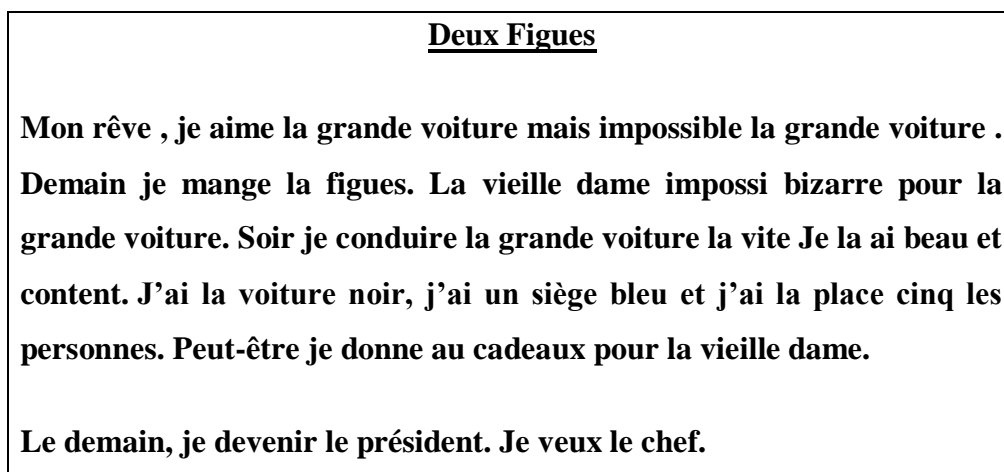 Deux Figues
Mon rêve , je aime la grande voiture mais impossible la grande voiture .
Demain je mange la figues. La vieille dame impossi bizarre pour la
grande voiture. Soir je conduire la grande voiture la vite Je la ai beau et
content. J’ai la voiture noir, j’ai un siège bleu et j’ai la place cinq les
personnes. Peut-être je donne au cadeaux pour la vieille dame.
Le demain, je devenir le président. Je veux le chef.